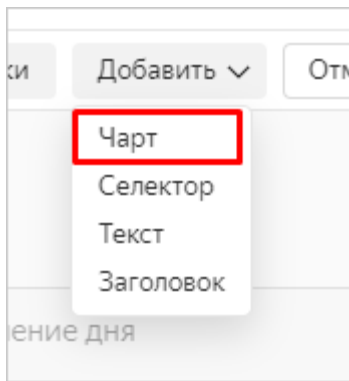 ки Добавить Отм
Чарт
Селектор
Текст
Заголовок
ение дня